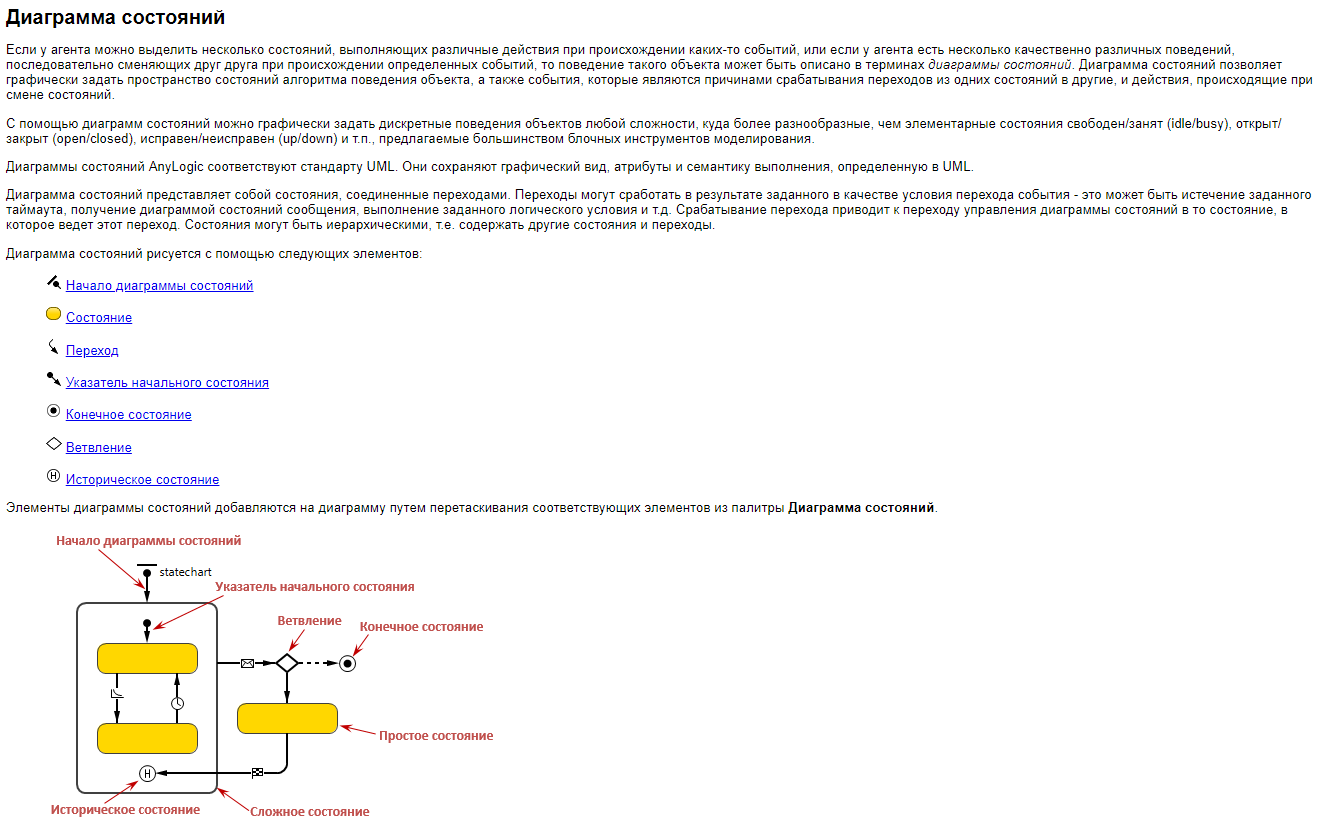 Диаграмма состояний
Если у агента можно выделить несколько состояний, выполняющих различные действия при происхождении каких-то событий, или если у агента есть несколько качественно различных поведений,
последовательно сменяющих друг друга при происхождении определенных событий, то поведение такого объекта может быть описано в терминах диаграммы состояний. Диаграмма состояний позволяет
графически задать пространство состояний алгоритма поведения объекта, а также события, которые являются причинами срабатывания переходов из одних состояний в другие, и действия, происходящие при
смене состояний.
С помощью диаграмм состояний можно графически задать дискретные поведения объектов любой сложности, куда более разнообразные, чем элементарные состояния свободен/занят (idle/busy), открыт/
закрыт (open/closed), исправен/неисправен (up/down) и т.п., предлагаемые большинством блочных инструментов моделирования.
Диаграммы состояний AnyLogic соответствуют стандарту UML. Они сохраняют графический вид, атрибуты и семантику выполнения, определенную в UML.
Диаграмма состояний представляет собой состояния, соединенные переходами. Переходы могут сработать в результате заданного в качестве условия перехода события - это может быть истечение заданного
таймаута, получение диаграммой состояний сообщения, выполнение заданного логического условия и т.д. Срабатывание перехода приводит к переходу управления диаграммы состояний в то состояние, в
которое ведет этот переход. Состояния могут быть иерархическими, т.е. содержать другие состояния и переходы.
Диаграмма состояний рисуется с помощью следующих элементов:
Начало диаграммы состояний
Состояние
Переход
Указатель начального состояния
Конечное состояние
Ветвление
H Историческое состояние
Элементы диаграммы состояний добавляются на диаграмму путем перетаскивания соответствующих элементов из палитры Диаграмма состояний.
Начало диаграммы состояний
statechart
Указатель начального состояния
Ветвление
Конечное состояние
Простое состояние
H
Историческое состояние
Сложное состояние